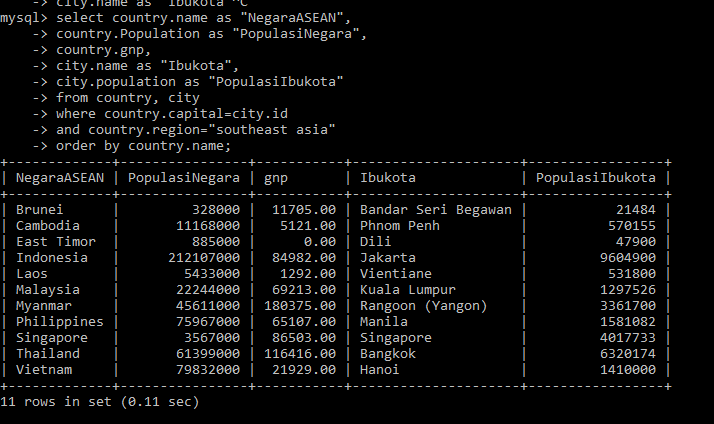 -> city.name as "Ibukota"^C
mysql> select country.name as "NegaraASEAN",
    -> country.Population as "PopulasiNegara",
    -> country.gnp,
    -> city.name as "Ibukota",
    -> city.population as "PopulasiIbukota"
    -> from country, city
    -> where country.capital=city.id
    -> and country.region="southeast asia"
    -> order by country.name;
+-------------+----------------+-----------+---------------------+-----------------+
| NegaraASEAN | PopulasiNegara | gnp       | Ibukota             | PopulasiIbukota |
+-------------+----------------+-----------+---------------------+-----------------+
| Brunei      |         328000 |  11705.00 | Bandar Seri Begawan |           21484 |
| Cambodia    |       11168000 |   5121.00 | Phnom Penh          |          570155 |
| East Timor  |         885000 |      0.00 | Dili                |           47900 |
| Indonesia   |      212107000 |  84982.00 | Jakarta             |         9604900 |
| Laos        |        5433000 |   1292.00 | Vientiane           |          531800 |
| Malaysia    |       22244000 |  69213.00 | Kuala Lumpur        |         1297526 |
| Myanmar     |       45611000 | 180375.00 | Rangoon (Yangon)    |         3361700 |
| Philippines |       75967000 |  65107.00 | Manila              |         1581082 |
| Singapore   |        3567000 |  86503.00 | Singapore           |         4017733 |
| Thailand    |       61399000 | 116416.00 | Bangkok             |         6320174 |
| Vietnam     |       79832000 |  21929.00 | Hanoi               |         1410000 |
+-------------+----------------+-----------+---------------------+-----------------+
11 rows in set (0.11 sec)